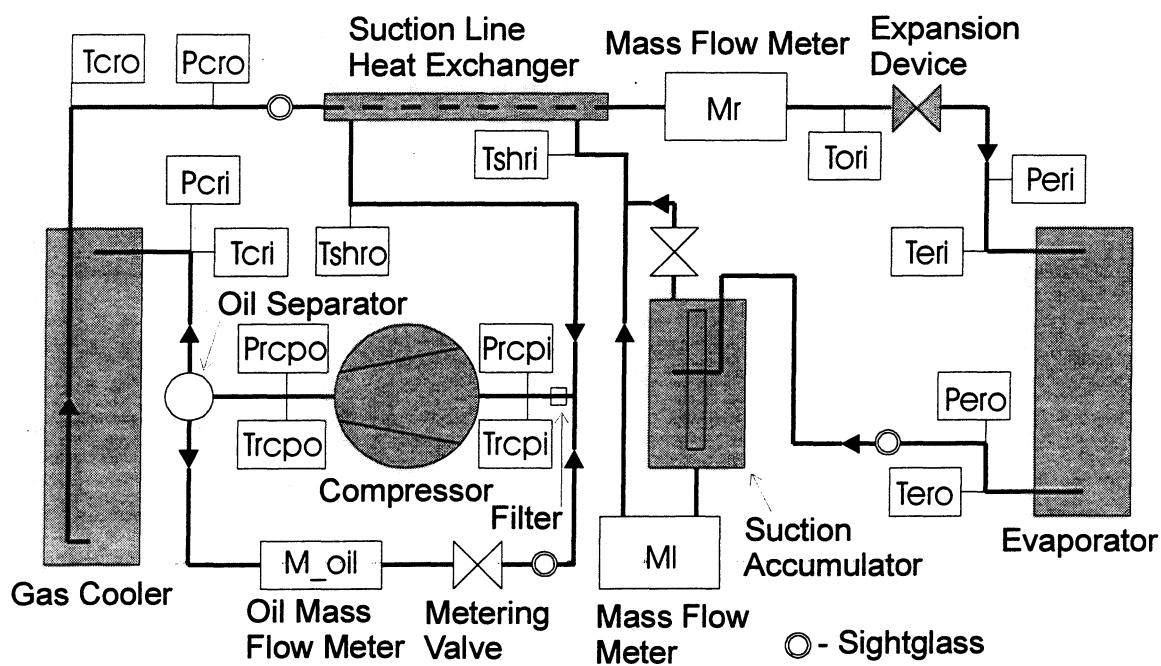 Suction Line
Heat Exchanger
Mass Flow Meter
Expansion
Device
Tcro
Pcro
Mr
Tshri
Tori
Pcri
Peri
Tcri
Tshro
Teri
Oil Separator
Prcpo
Prcpi
Pero
Trcpo
Trcpi
Tero
Compressor
Filter
Suction
Accumulator
Evaporator
Gas Cooler
M_oil
Ml
Oil Mass
Flow Meter
Metering
Valve
Mass Flow
Meter
- Sightglass